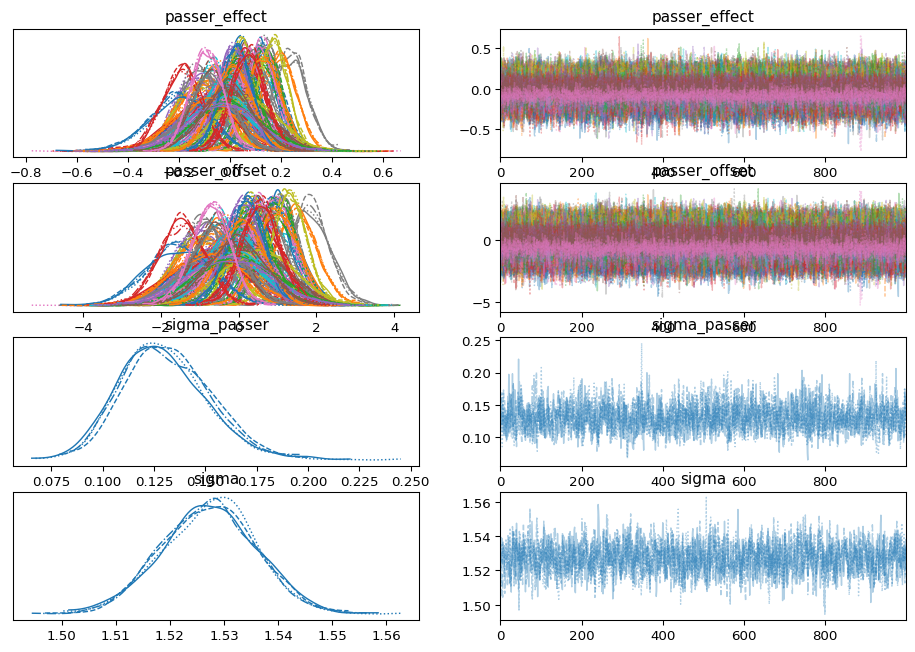 passer_effect passer_effect
0.5
0.0
−0.5
−0.8 −0.6 −0.4 −0.2 0.0 0.2 0.4 0.6 0 200 400 600 800
passer_offset passer_offset
0
−5
−4 −2 0 2 4 0 200 400 600 800
sigma_passer sigma_passer
0.25
0.20
0.15
0.10
0.075 0.100 0.125 0.150 0.175 0.200 0.225 0.250 0 200 400 600 800
sigma sigma
1.56
1.54
1.52
1.50
1.50 1.51 1.52 1.53 1.54 1.55 1.56 0 200 400 600 800